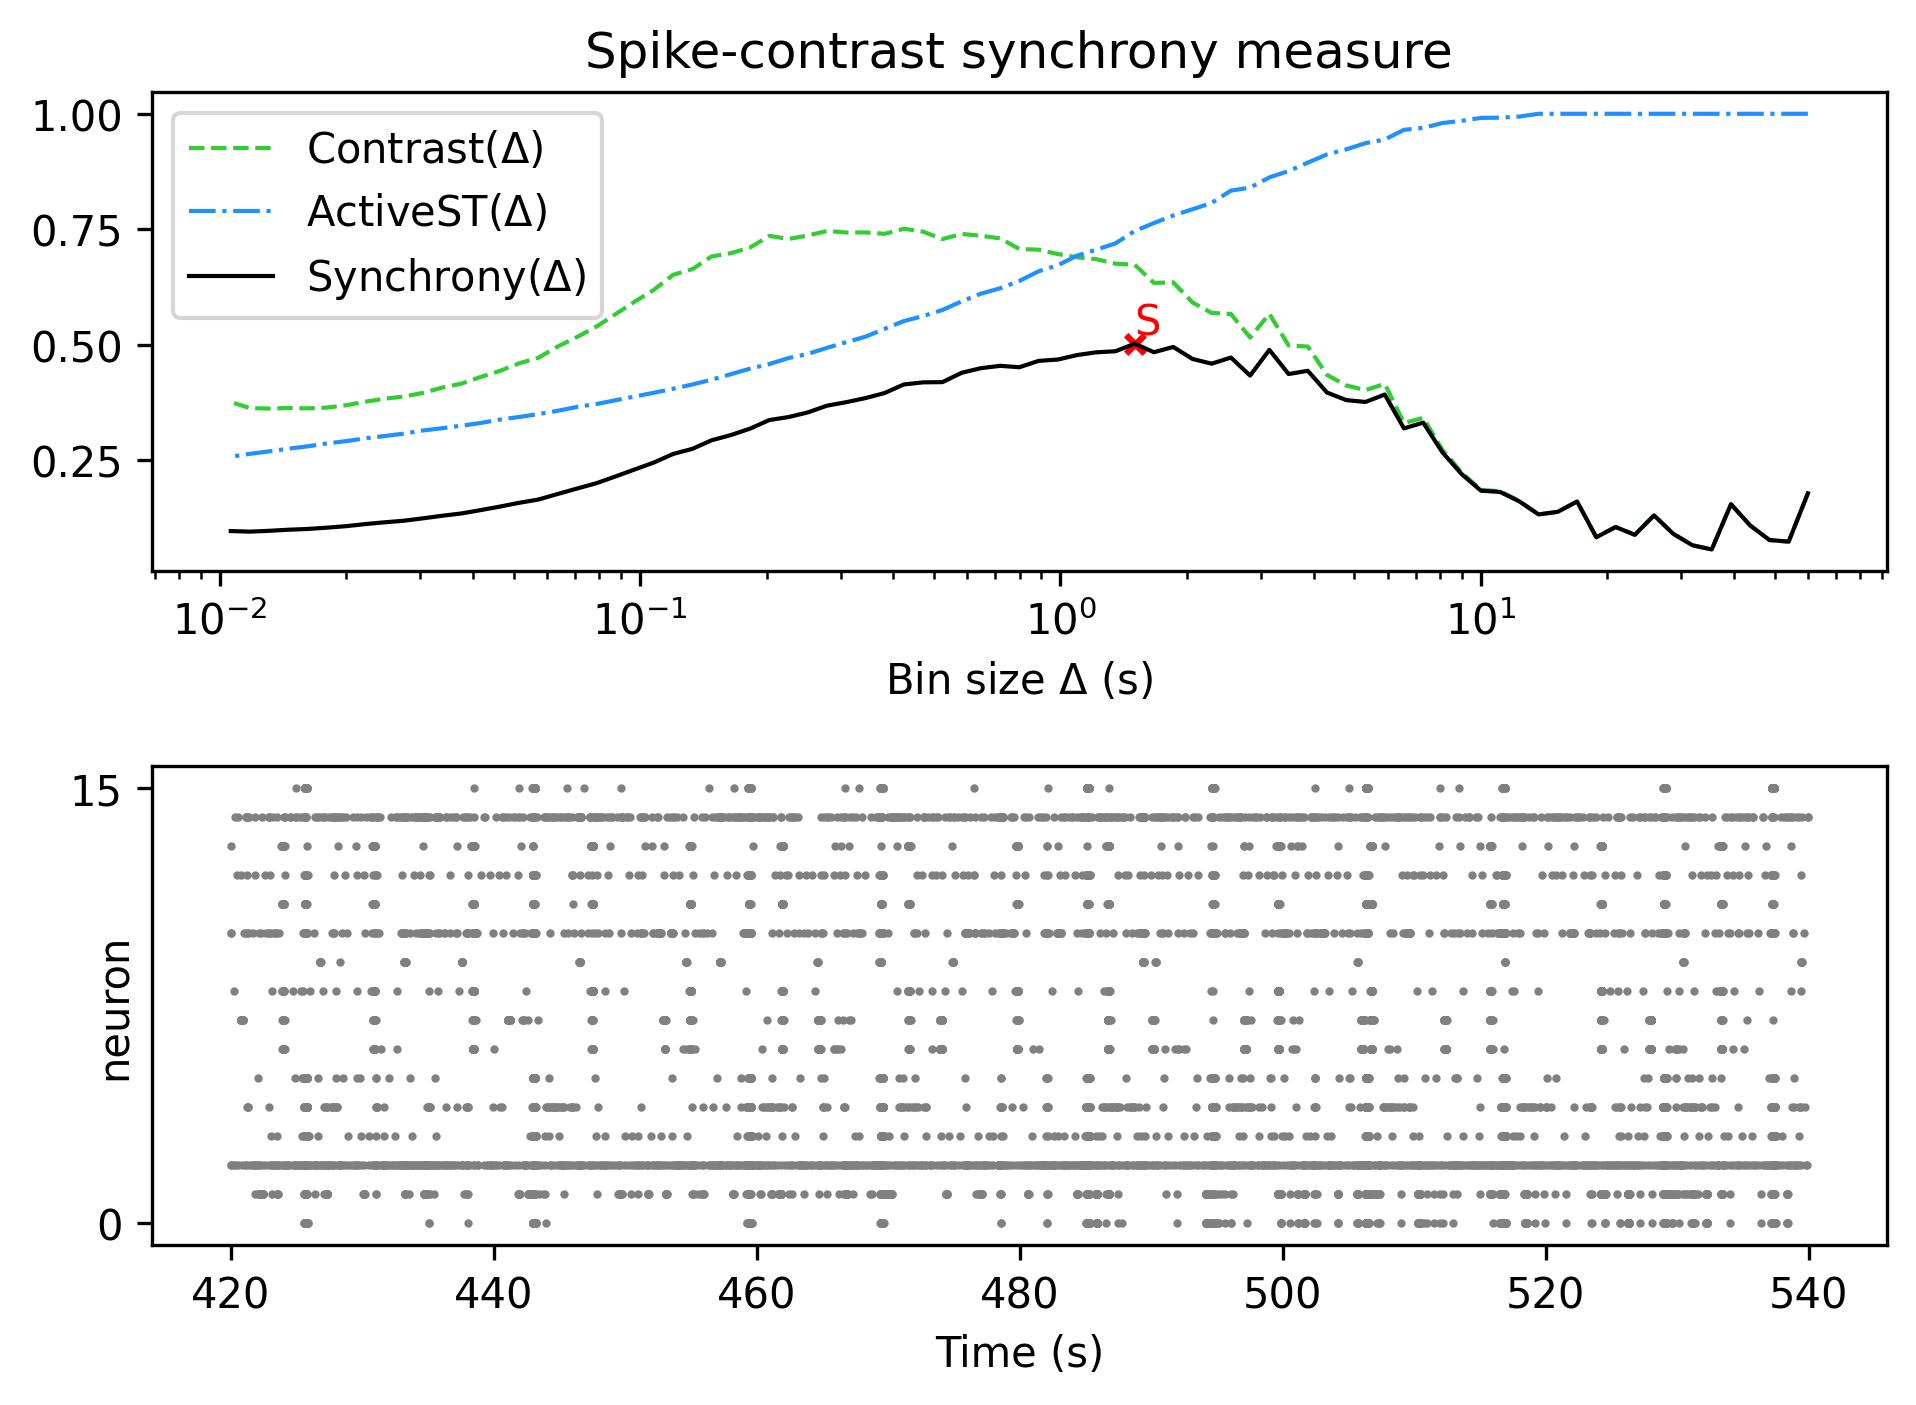 Spike-contrast synchrony measure
1.00
0.75
0.50
0.25
Contrast(Δ)
ActiveST(Δ)
Synchrony(Δ)
S
10⁻² 10⁻¹ 10⁰ 10¹
Bin size Δ (s)
15
0
neuron
420 440 460 480 500 520 540
Time (s)